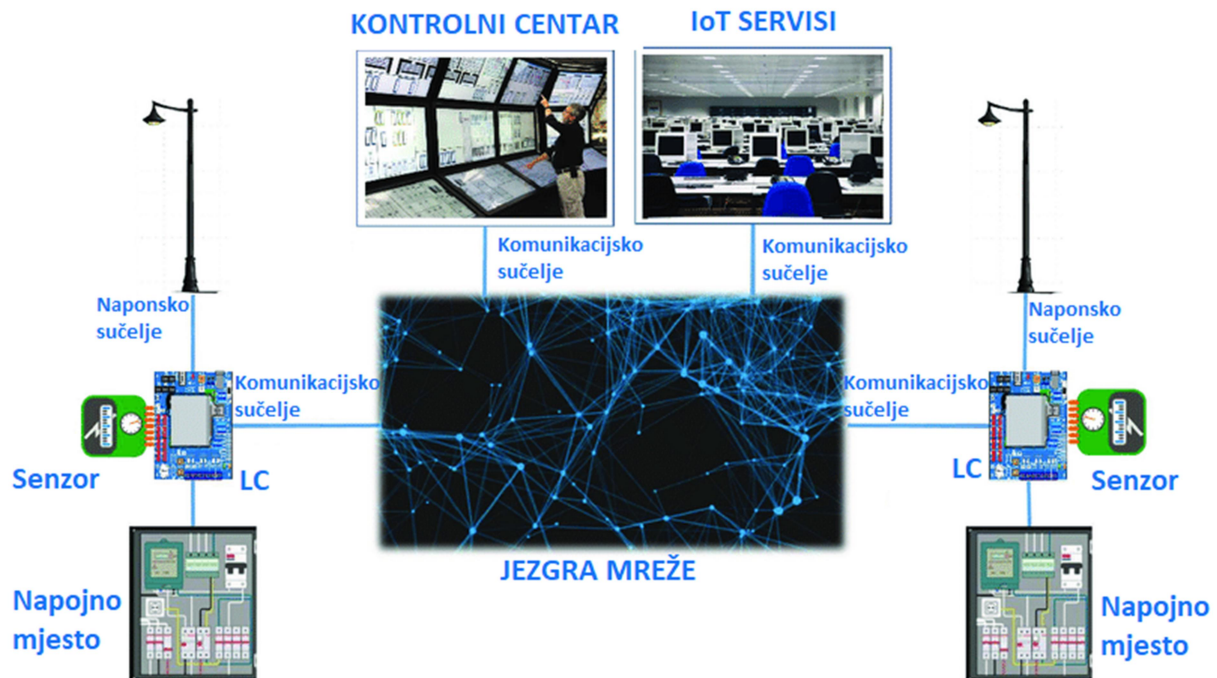 KONTROLNI CENTAR
IoT SERVISI
Komunikacijsko
sučelje
Komunikacijsko
sučelje
Naponsko
sučelje
Naponsko
sučelje
Komunikacijsko
sučelje
Komunikacijsko
sučelje
Senzor
LC
LC
Senzor
JEZGRA MREŽE
Napojno
mjesto
Napojno
mjesto